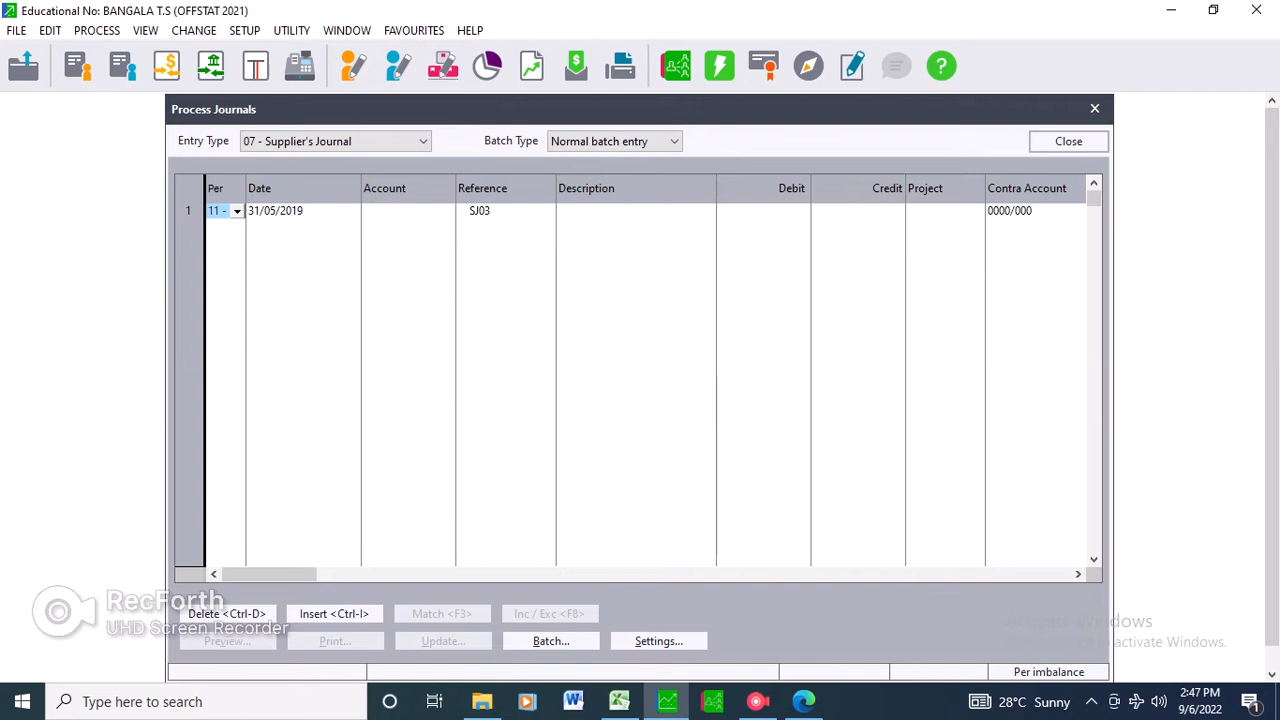 Educational No: BANGALA T.S (OFFSTAT 2021)
FILE EDIT PROCESS VIEW CHANGE SETUP UTILITY WINDOW FAVOURITES HELP
Process Journals
Entry Type 07 - Supplier's Journal Batch Type Normal batch entry Close
Per Date Account Reference Description Debit Credit Project Contra Account
1 11 - 31/05/2019 SJ03 0000/000
RecForth
UHD Screen Recorder
Delete <Ctrl-D> Insert <Ctrl-I> Match <F3> Inc / Exc <F8>
Preview... Print... Update... Batch... Settings...
Activate Windows
activate Windows.
Per imbalance
Type here to search
28°C Sunny
2:47 PM
9/6/2022
1